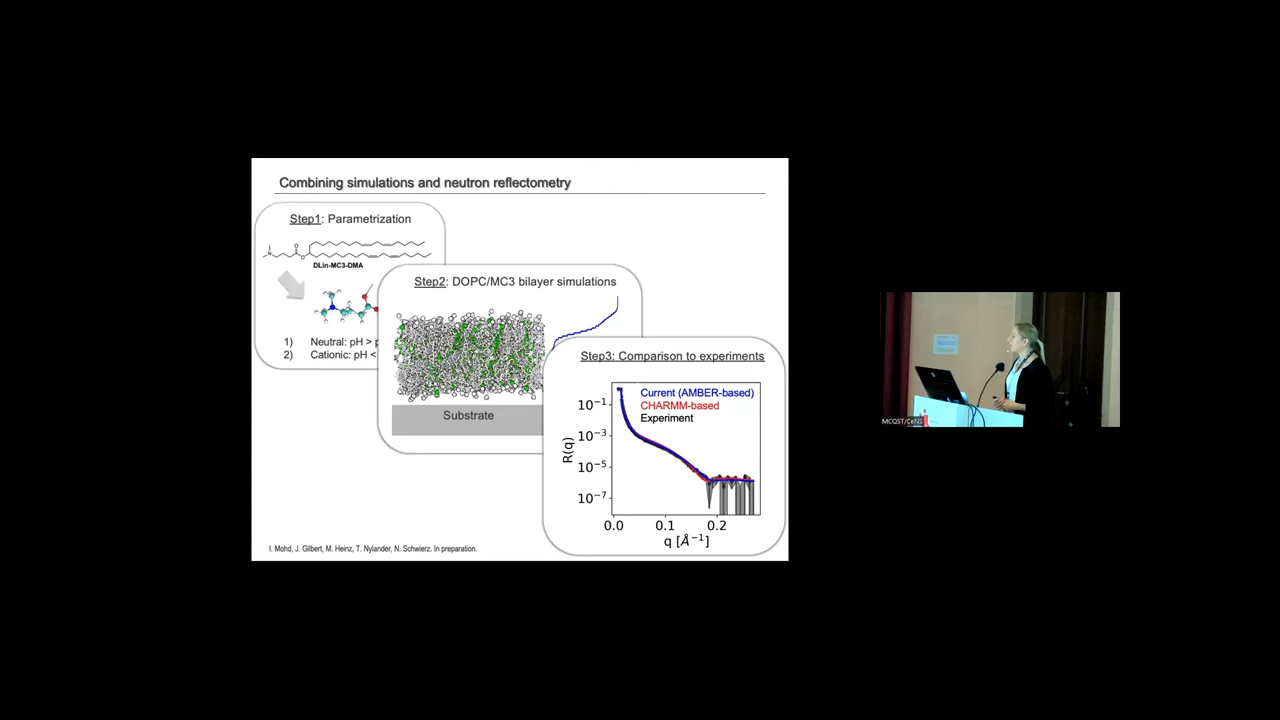 Combining simulations and neutron reflectometry
Step1: Parametrization
N
O
O
DLin-MC3-DMA
1) Neutral: pH > p
2) Cationic: pH <
Step2: DOPC/MC3 bilayer simulations
Substrate
Step3: Comparison to experiments
Current (AMBER-based)
CHARMM-based
Experiment
R(q)
10⁻¹
10⁻³
10⁻⁵
10⁻⁷
0.0 0.1 0.2
q [Å⁻¹]
I. Mohd, J. Gilbert, M. Heinz, T. Nylander, N. Schwierz. In preparation.
MCQST/CeNS